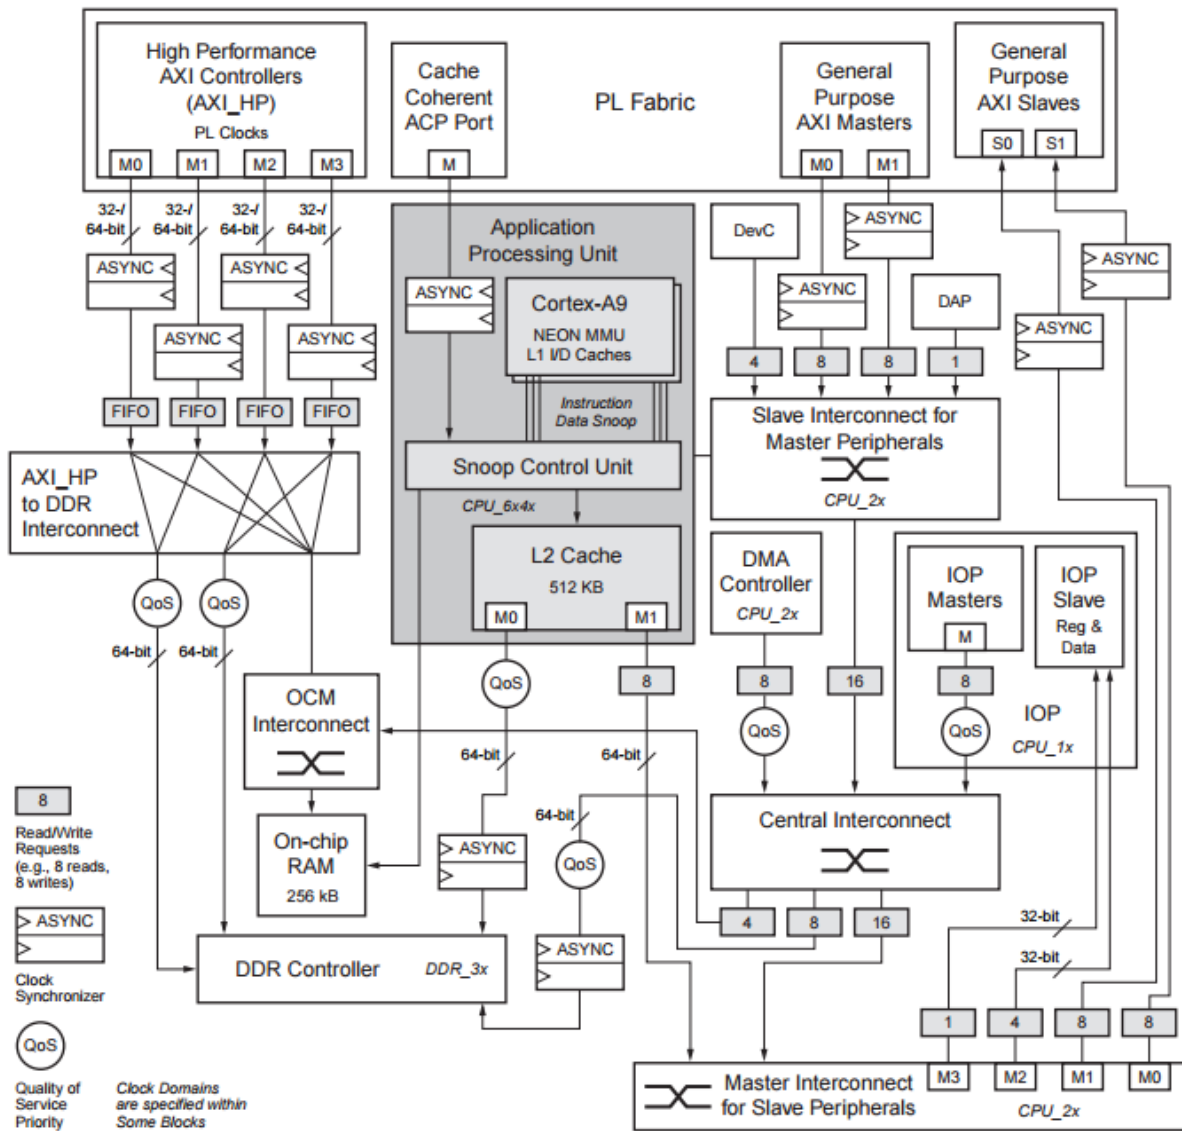 High Performance
AXI Controllers
(AXI_HP)
PL Clocks
M0
M1
M2
M3
Cache
Coherent
ACP Port
M
PL Fabric
General
Purpose
AXI Masters
M0
M1
General
Purpose
AXI Slaves
S0
S1
32-/
64-bit
32-/
64-bit
32-/
64-bit
32-/
64-bit
ASYNC
ASYNC
ASYNC
ASYNC
FIFO
FIFO
FIFO
FIFO
AXI_HP
to DDR
Interconnect
QoS
QoS
64-bit
64-bit
Application
Processing Unit
ASYNC
Cortex-A9
NEON MMU
L1 I/D Caches
Instruction
Data Snoop
Snoop Control Unit
CPU_6x4x
L2 Cache
512 KB
M0
M1
QoS
8
64-bit
64-bit
DevC
ASYNC
ASYNC
DAP
ASYNC
ASYNC
4
8
8
1
Slave Interconnect for
Master Peripherals
CPU_2x
DMA
Controller
CPU_2x
8
QoS
16
IOP
Masters
M
8
QoS
IOP
Slave
Reg &
Data
IOP
CPU_1x
OCM
Interconnect
On-chip
RAM
256 kB
ASYNC
64-bit
QoS
ASYNC
Central Interconnect
4
8
16
DDR Controller
DDR_3x
32-bit
32-bit
1
4
8
8
M3
M2
M1
M0
Master Interconnect
for Slave Peripherals
CPU_2x
8
Read/Write
Requests
(e.g., 8 reads,
8 writes)
ASYNC
Clock
Synchronizer
QoS
Quality of
Service
Priority
Clock Domains
are specified within
Some Blocks